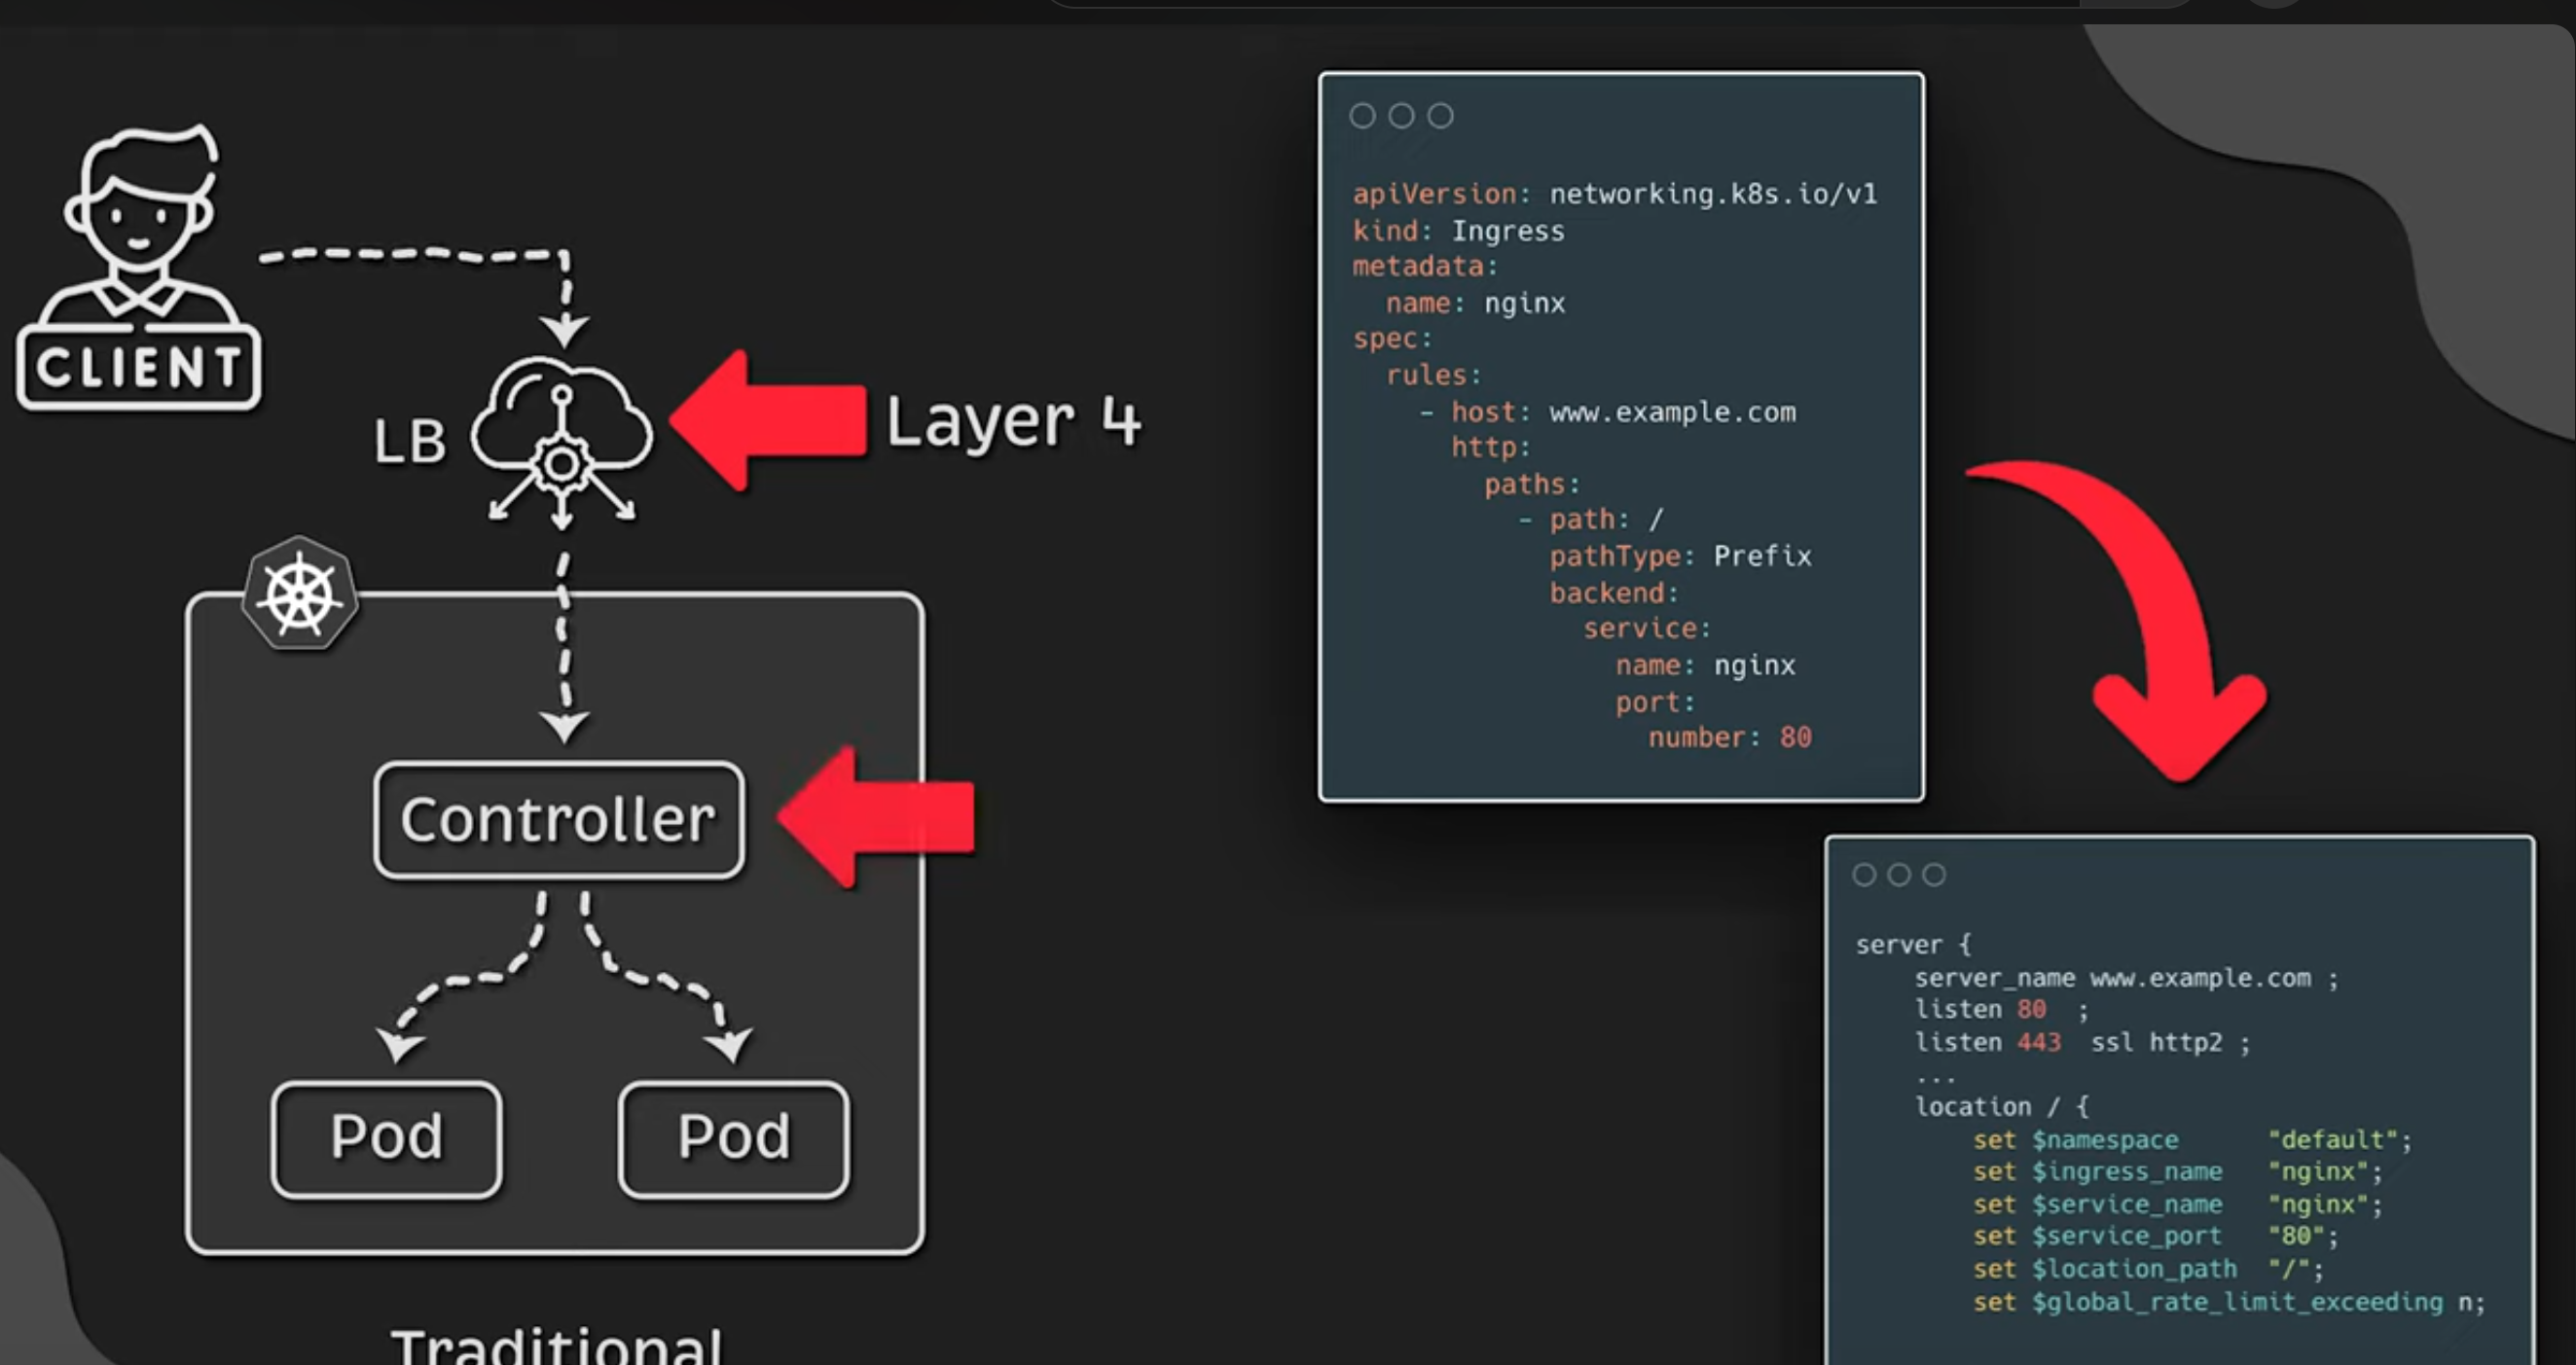 CLIENT
LB
Layer 4
Controller
Pod
Pod
Traditional
apiVersion: networking.k8s.io/v1
kind: Ingress
metadata:
  name: nginx
spec:
  rules:
    - host: www.example.com
      http:
        paths:
          - path: /
            pathType: Prefix
            backend:
              service:
                name: nginx
                port:
                  number: 80
server {
    server_name www.example.com ;
    listen 80  ;
    listen 443  ssl http2 ;
    ...
    location / {
        set $namespace      "default";
        set $ingress_name   "nginx";
        set $service_name   "nginx";
        set $service_port   "80";
        set $location_path  "/";
        set $global_rate_limit_exceeding n;